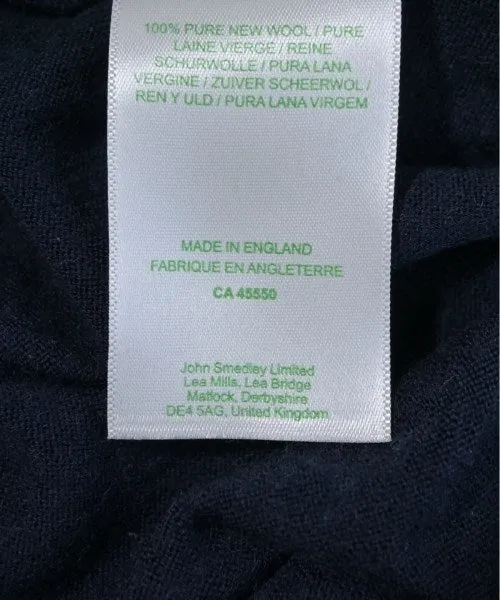 100% PURE NEW WOOL / PURE
LAINE VIERGE / REINE
SCHURWOLLE / PURA LANA
VERGINE / ZUIVER SCHEERWOL /
REN Y ULD / PURA LANA VIRGEM
MADE IN ENGLAND
FABRIQUE EN ANGLETERRE
CA 45550
John Smedley Limited
Lea Mills, Lea Bridge
Matlock, Derbyshire
DE4 5AG, United Kingdom